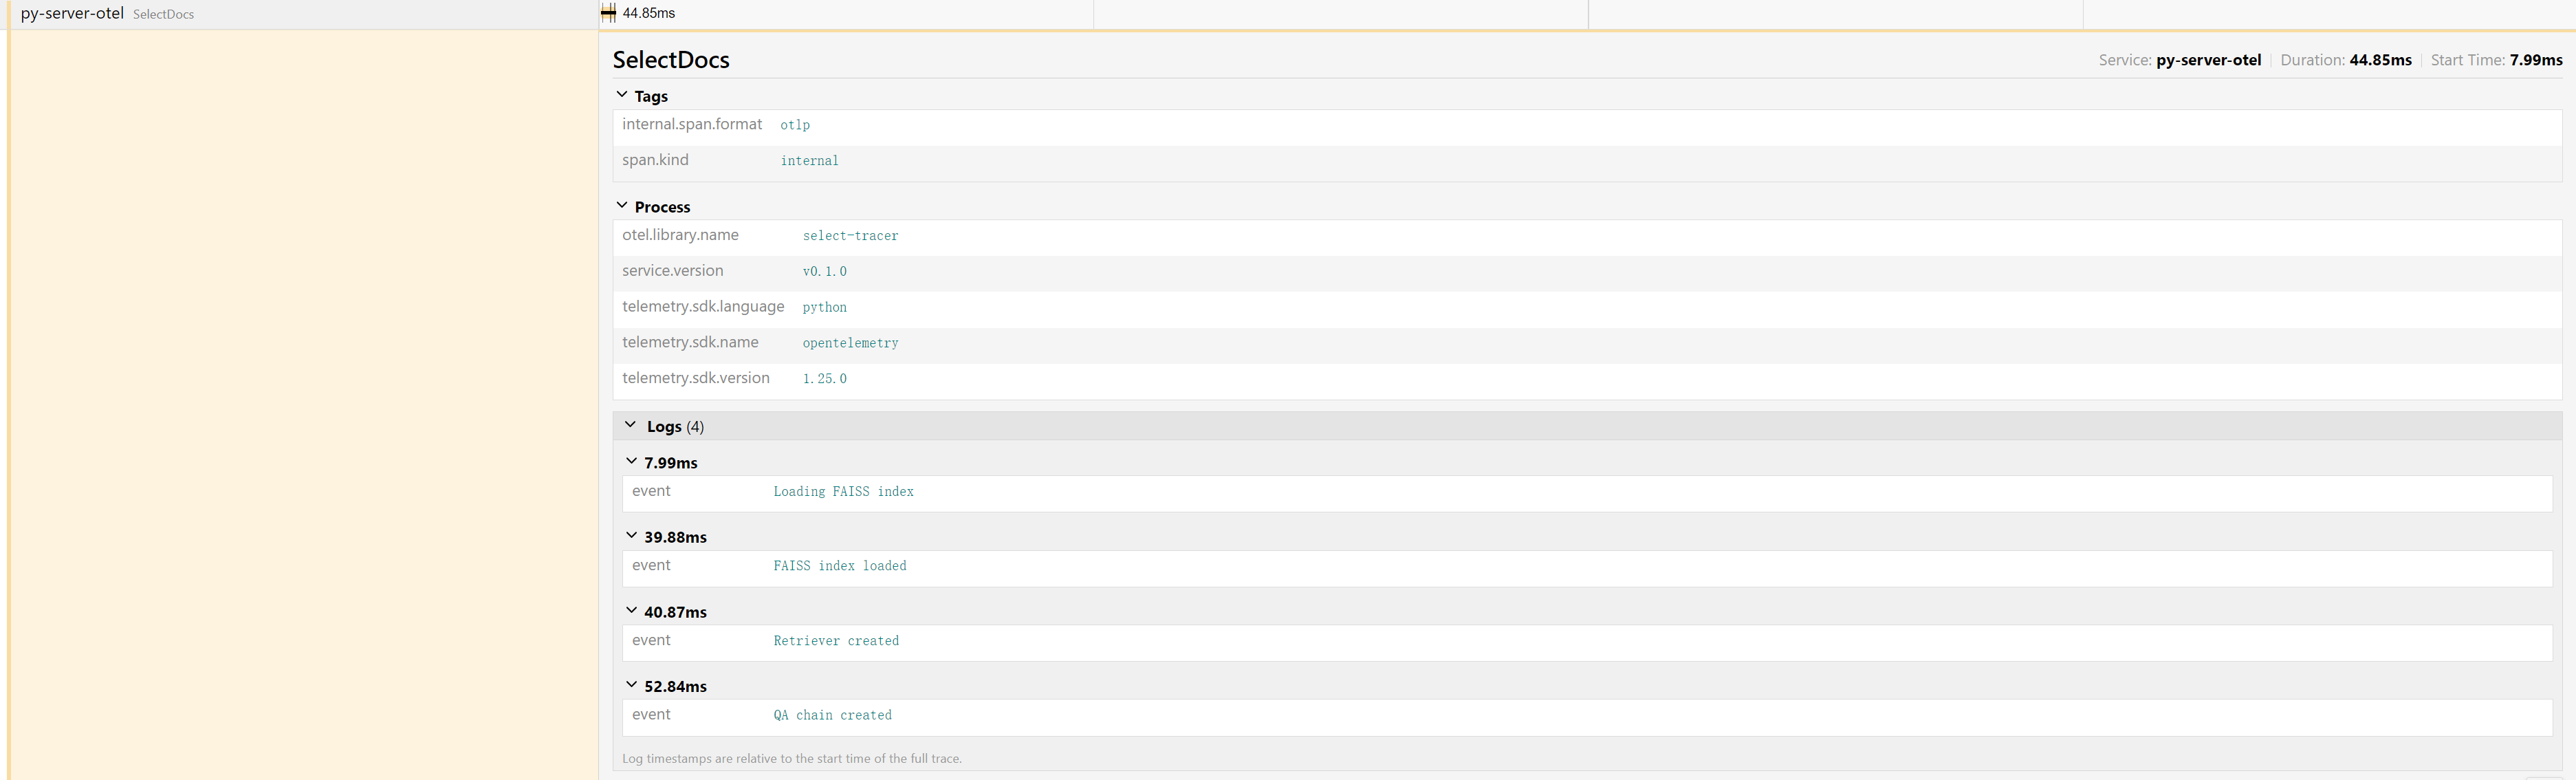 py-server-otel SelectDocs 44.85ms
SelectDocs Service: py-server-otel Duration: 44.85ms Start Time: 7.99ms
Tags
internal.span.format otlp
span.kind internal
Process
otel.library.name select-tracer
service.version v0.1.0
telemetry.sdk.language python
telemetry.sdk.name opentelemetry
telemetry.sdk.version 1.25.0
Logs (4)
7.99ms
event Loading FAISS index
39.88ms
event FAISS index loaded
40.87ms
event Retriever created
52.84ms
event QA chain created
Log timestamps are relative to the start time of the full trace.